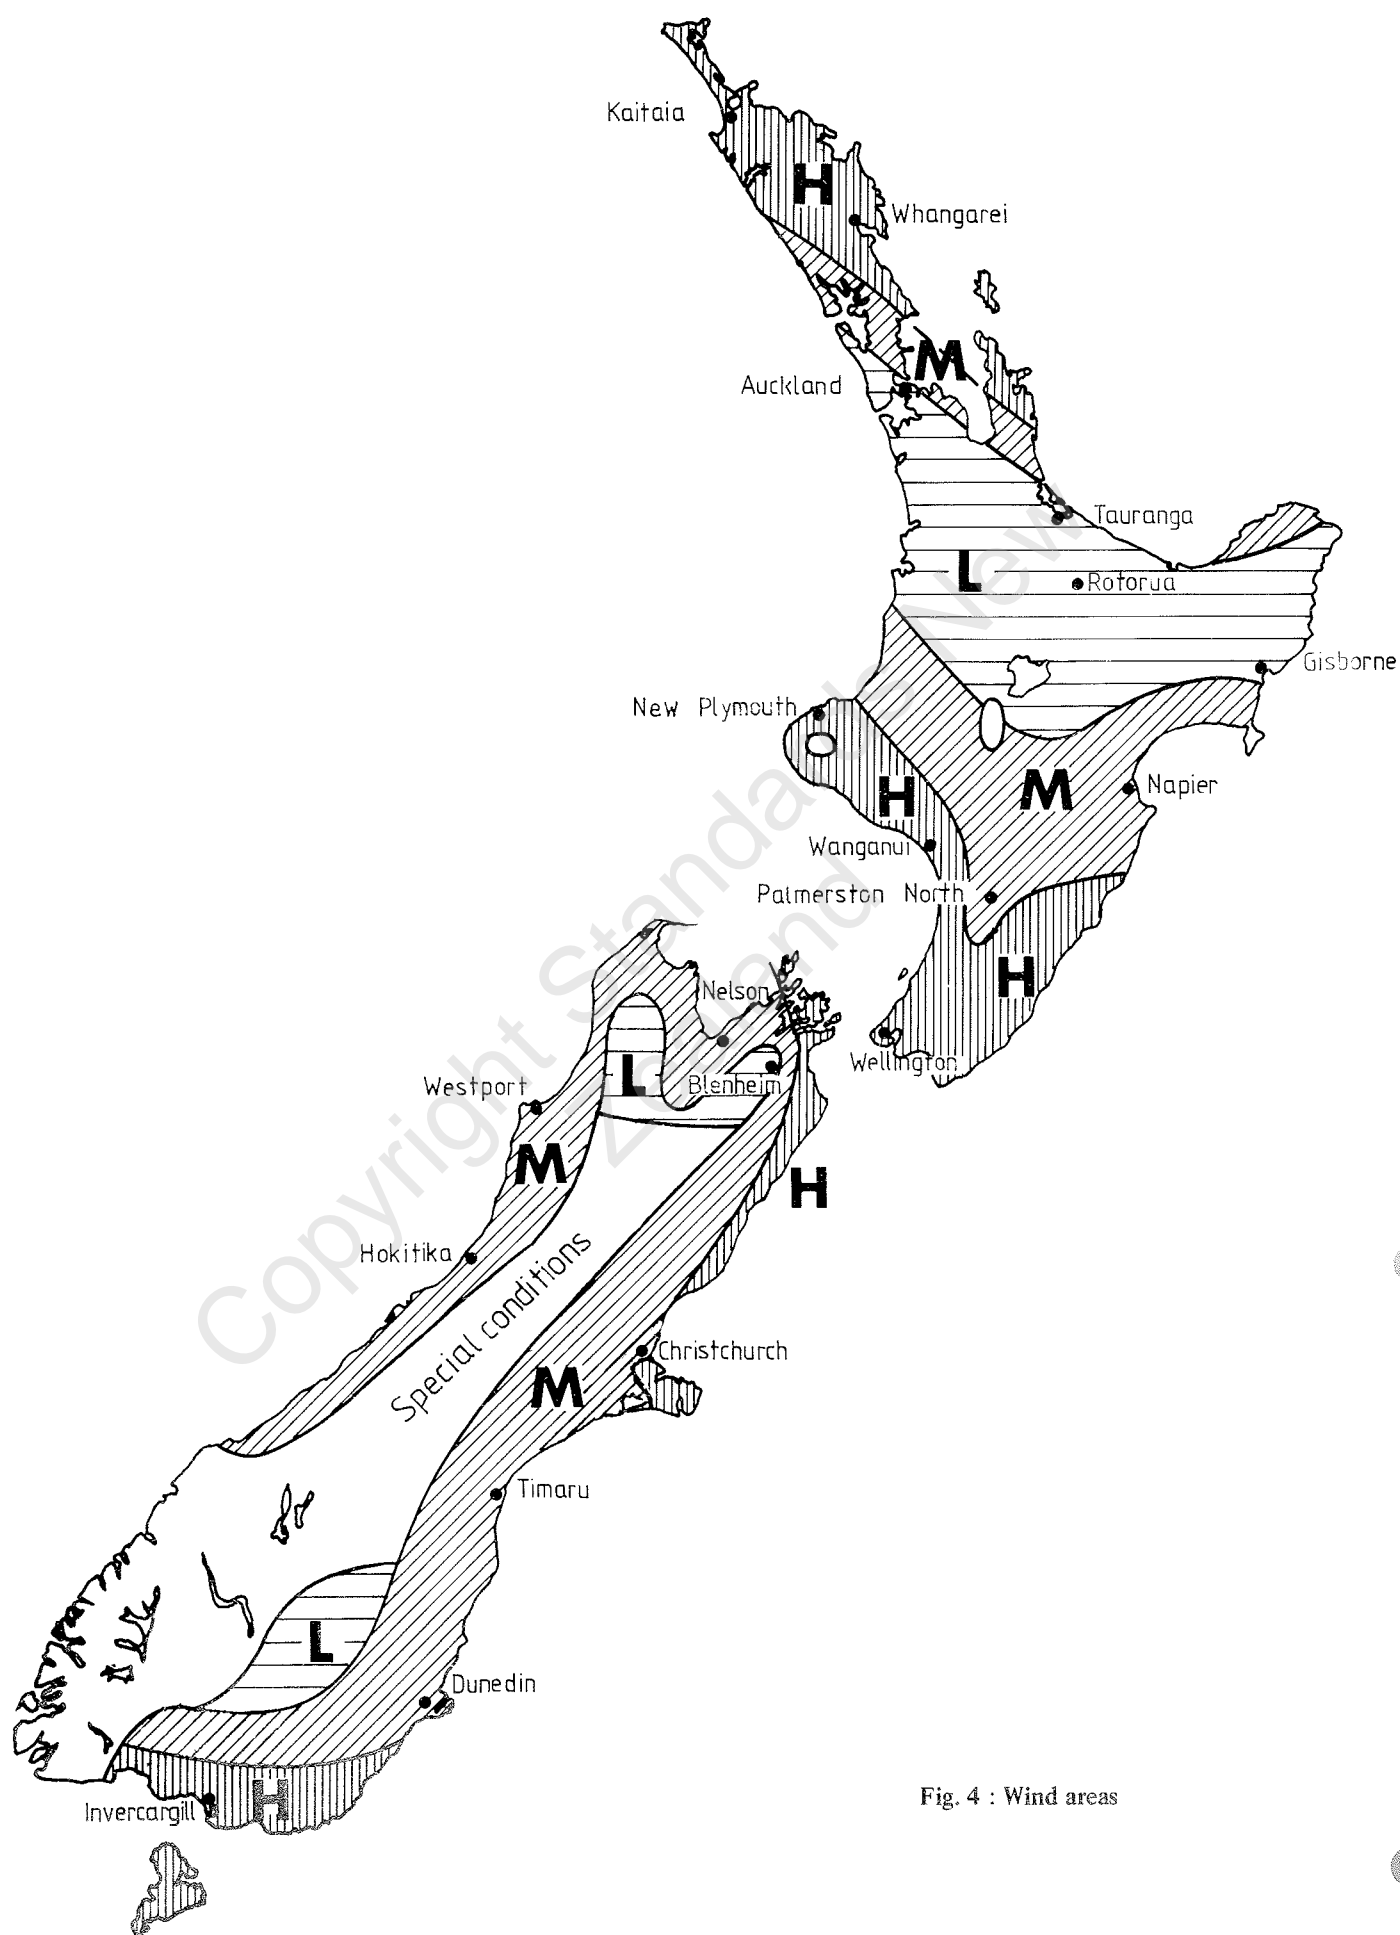 Kaitaia
H
Whangarei
M
Auckland
Tauranga
L
Rotorua
Gisborne
New Plymouth
H
M
Napier
Wanganui
Palmerston North
H
Nelson
Wellington
L
Blenheim
Westport
M
H
Hokitika
Special conditions
Christchurch
M
Timaru
L
Dunedin
H
Invercargill
Fig. 4 : Wind areas
Copyright Standards New
Zealand